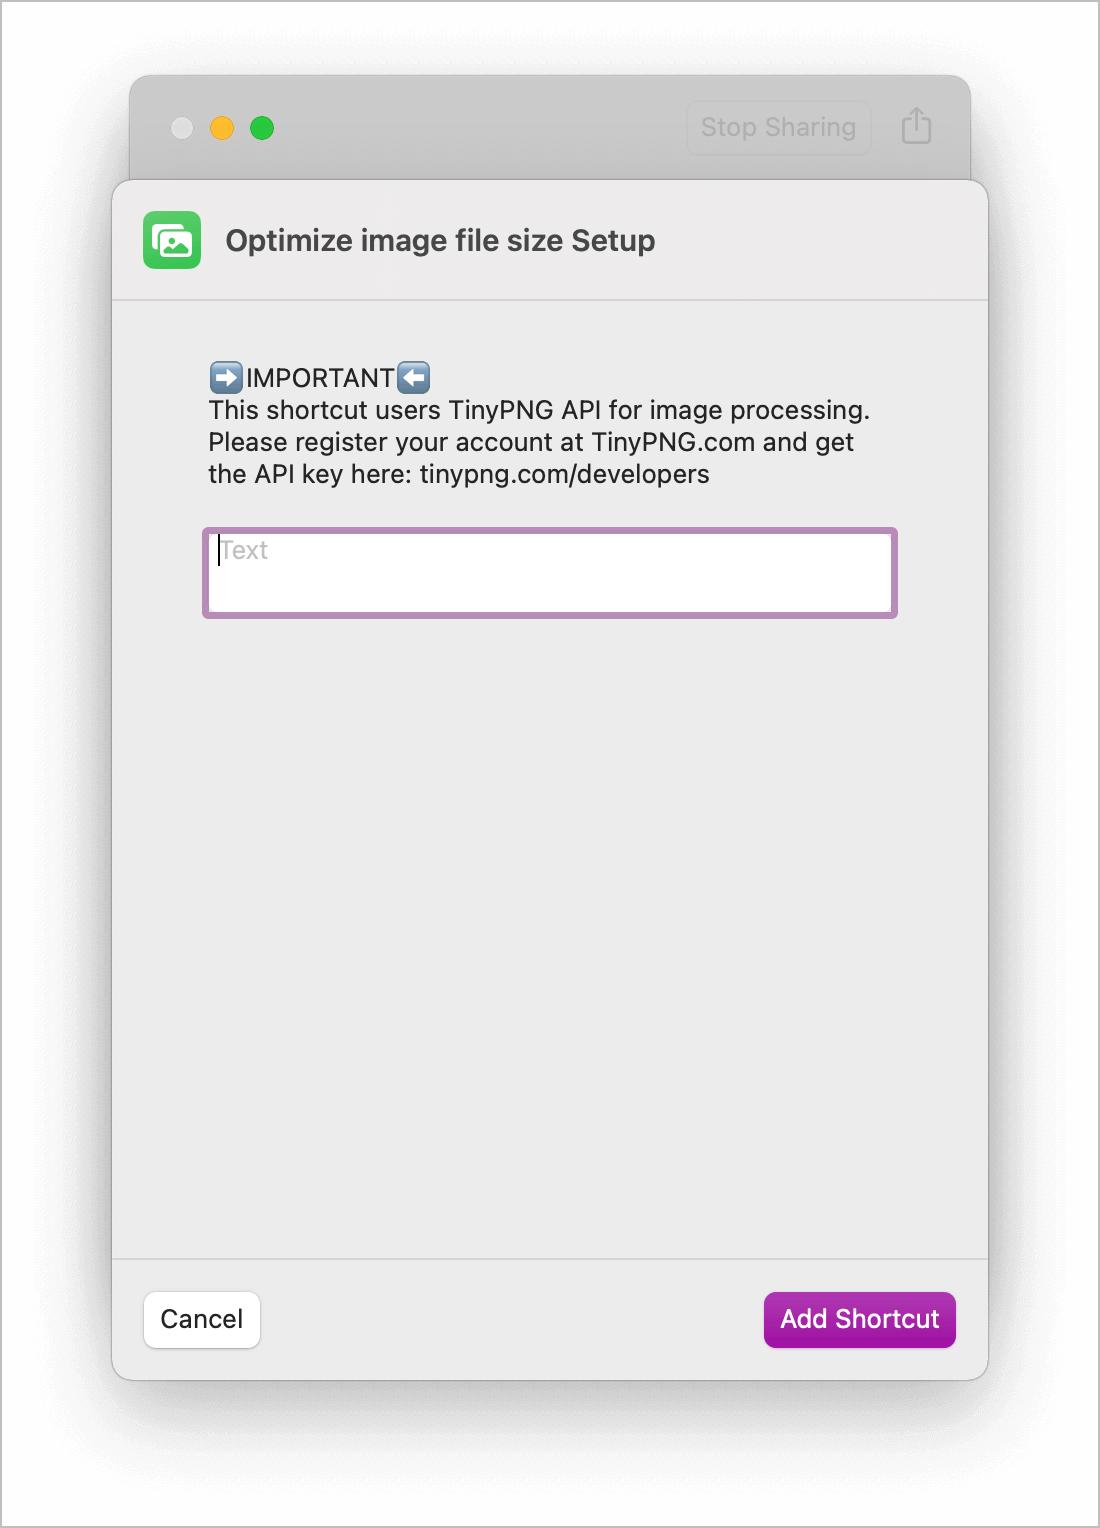 Stop Sharing
Optimize image file size Setup
➡️IMPORTANT⬅️
This shortcut users TinyPNG API for image processing.
Please register your account at TinyPNG.com and get
the API key here: tinypng.com/developers
Text
Cancel
Add Shortcut